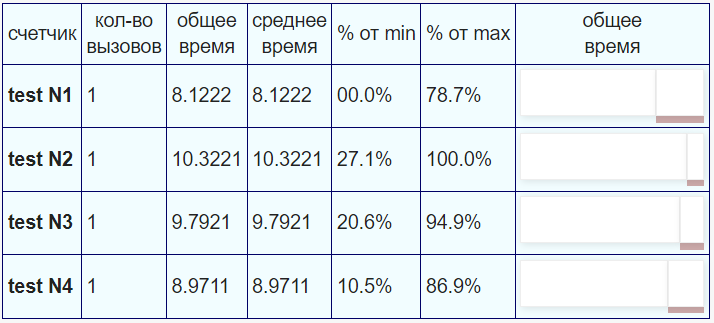 счетчик кол-во вызовов общее время среднее время % от min % от max общее время
test N1 1 8.1222 8.1222 00.0% 78.7%
test N2 1 10.3221 10.3221 27.1% 100.0%
test N3 1 9.7921 9.7921 20.6% 94.9%
test N4 1 8.9711 8.9711 10.5% 86.9%